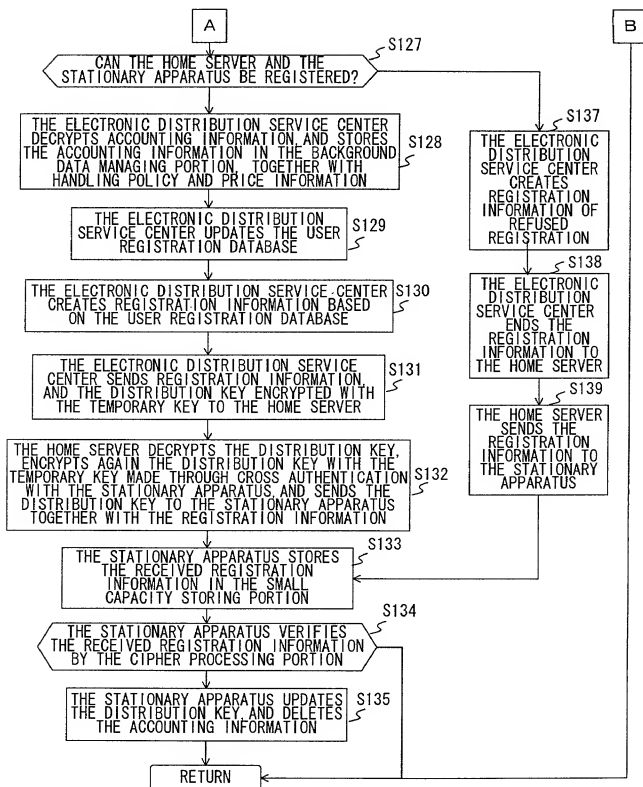 A
B
S127
CAN THE HOME SERVER AND THE
STATIONARY APPARATUS BE REGISTERED?
THE ELECTRONIC DISTRIBUTION SERVICE CENTER
DECRYPTS ACCOUNTING INFORMATION, AND STORES
THE ACCOUNTING INFORMATION IN THE BACKGROUND
DATA MANAGING PORTION, TOGETHER WITH
HANDLING POLICY AND PRICE INFORMATION
S128
THE ELECTRONIC DISTRIBUTION
SERVICE CENTER UPDATES THE USER
REGISTRATION DATABASE
S129
THE ELECTRONIC DISTRIBUTION SERVICE CENTER
CREATES REGISTRATION INFORMATION BASED
ON THE USER REGISTRATION DATABASE
S130
THE ELECTRONIC DISTRIBUTION SERVICE
CENTER SENDS REGISTRATION INFORMATION,
AND THE DISTRIBUTION KEY ENCRYPTED WITH
THE TEMPORARY KEY TO THE HOME SERVER
S131
THE HOME SERVER DECRYPTS THE DISTRIBUTION KEY,
ENCRYPTS AGAIN THE DISTRIBUTION KEY WITH THE
TEMPORARY KEY MADE THROUGH CROSS AUTHENTICATION
WITH THE STATIONARY APPARATUS, AND SENDS THE
DISTRIBUTION KEY TO THE STATIONARY APPARATUS
TOGETHER WITH THE REGISTRATION INFORMATION
S132
S137
THE ELECTRONIC
DISTRIBUTION
SERVICE CENTER
CREATES
REGISTRATION
INFORMATION OF
REFUSED
REGISTRATION
S138
THE ELECTRONIC
DISTRIBUTION
SERVICE CENTER
ENDS THE
REGISTRATION
INFORMATION TO
THE HOME SERVER
S139
THE HOME SERVER
SENDS THE
REGISTRATION
INFORMATION TO
THE STATIONARY
APPARATUS
S133
THE STATIONARY APPARATUS STORES
THE RECEIVED REGISTRATION
INFORMATION IN THE SMALL
CAPACITY STORING PORTION
S134
THE STATIONARY APPARATUS VERIFIES
THE RECEIVED REGISTRATION INFORMATION
BY THE CIPHER PROCESSING PORTION
THE STATIONARY APPARATUS UPDATES
THE DISTRIBUTION KEY, AND DELETES
THE ACCOUNTING INFORMATION
S135
RETURN